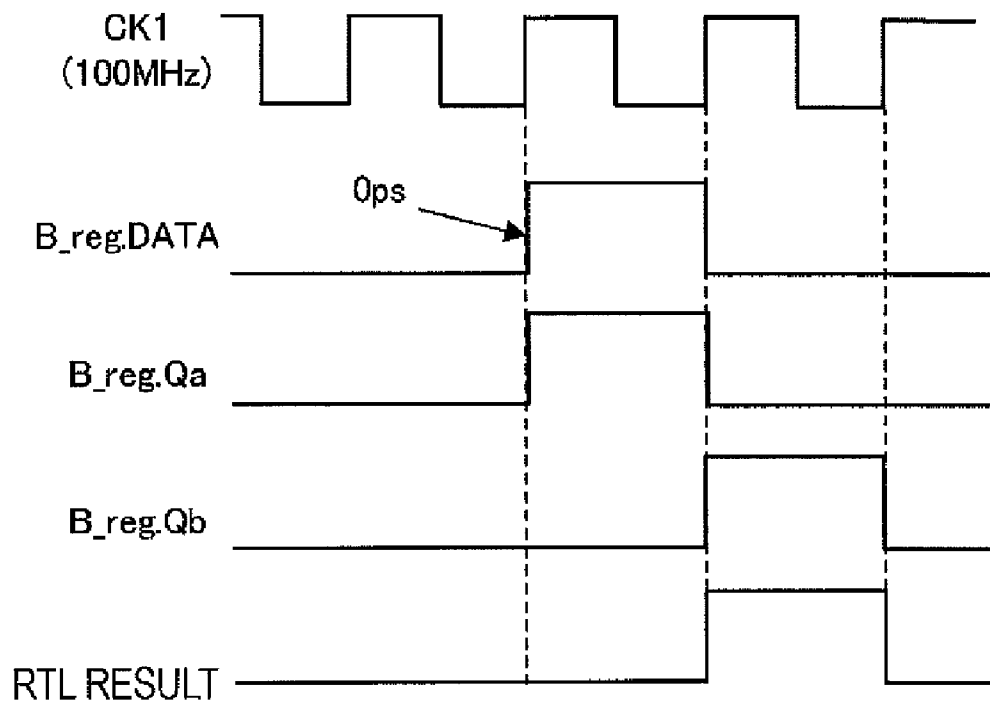 CK1
(100MHz)
0ps
B_reg.DATA
B_reg.Qa
B_reg.Qb
RTL RESULT